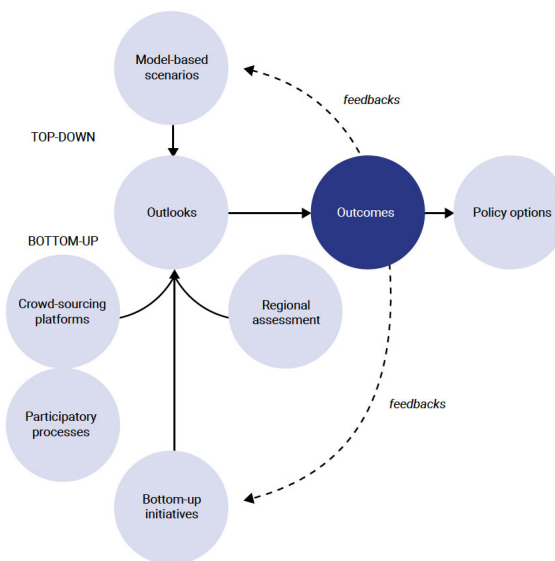 Model-based
scenarios
feedbacks
TOP-DOWN
Outlooks
Outcomes
Policy options
BOTTOM-UP
Crowd-sourcing
platforms
Regional
assessment
Participatory
processes
feedbacks
Bottom-up
initiatives